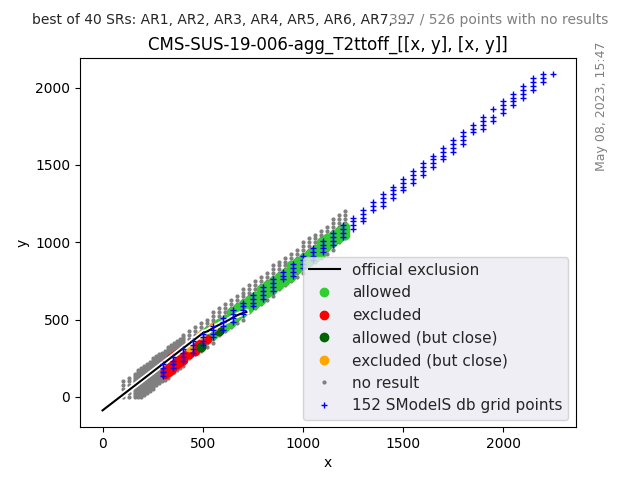 best of 40 SRs: AR1, AR2, AR3, AR4, AR5, AR6, AR7,...
397 / 526 points with no results
CMS-SUS-19-006-agg_T2ttoff_[[x, y], [x, y]]
May 08, 2023, 15:47
y
2000
1500
1000
500
0
official exclusion
allowed
excluded
allowed (but close)
excluded (but close)
no result
152 SModelS db grid points
0 500 1000 1500 2000
x